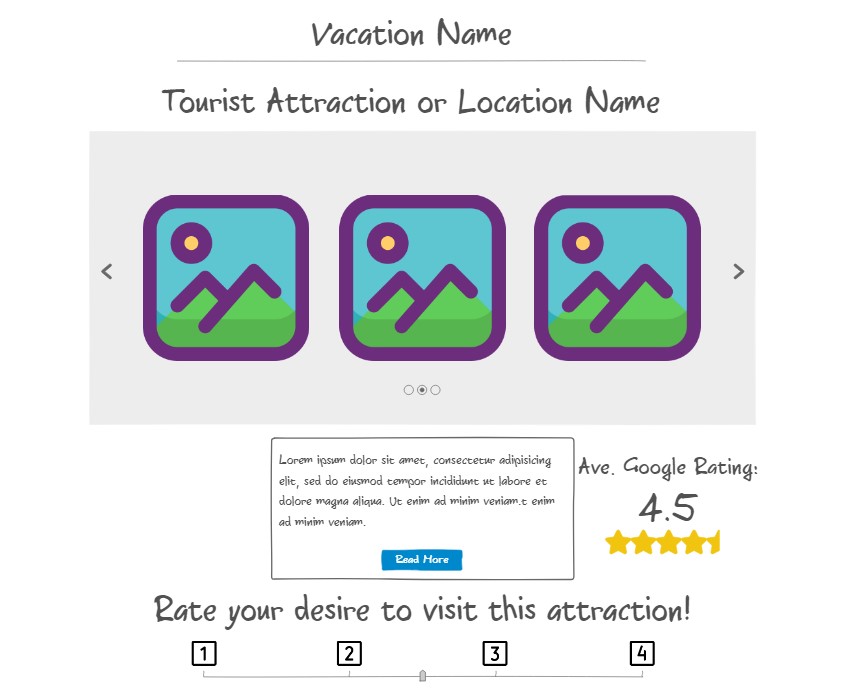 Vacation Name
Tourist Attraction or Location Name
Lorem ipsum dolor sit amet, consectetur adipisicing
elit, sed do eiusmod tempor incididunt ut labore et
dolore magna aliqua. Ut enim ad minim veniam.t enim
ad minim veniam.
Read More
Ave. Google Rating:
4.5
Rate your desire to visit this attraction!
1 2 3 4